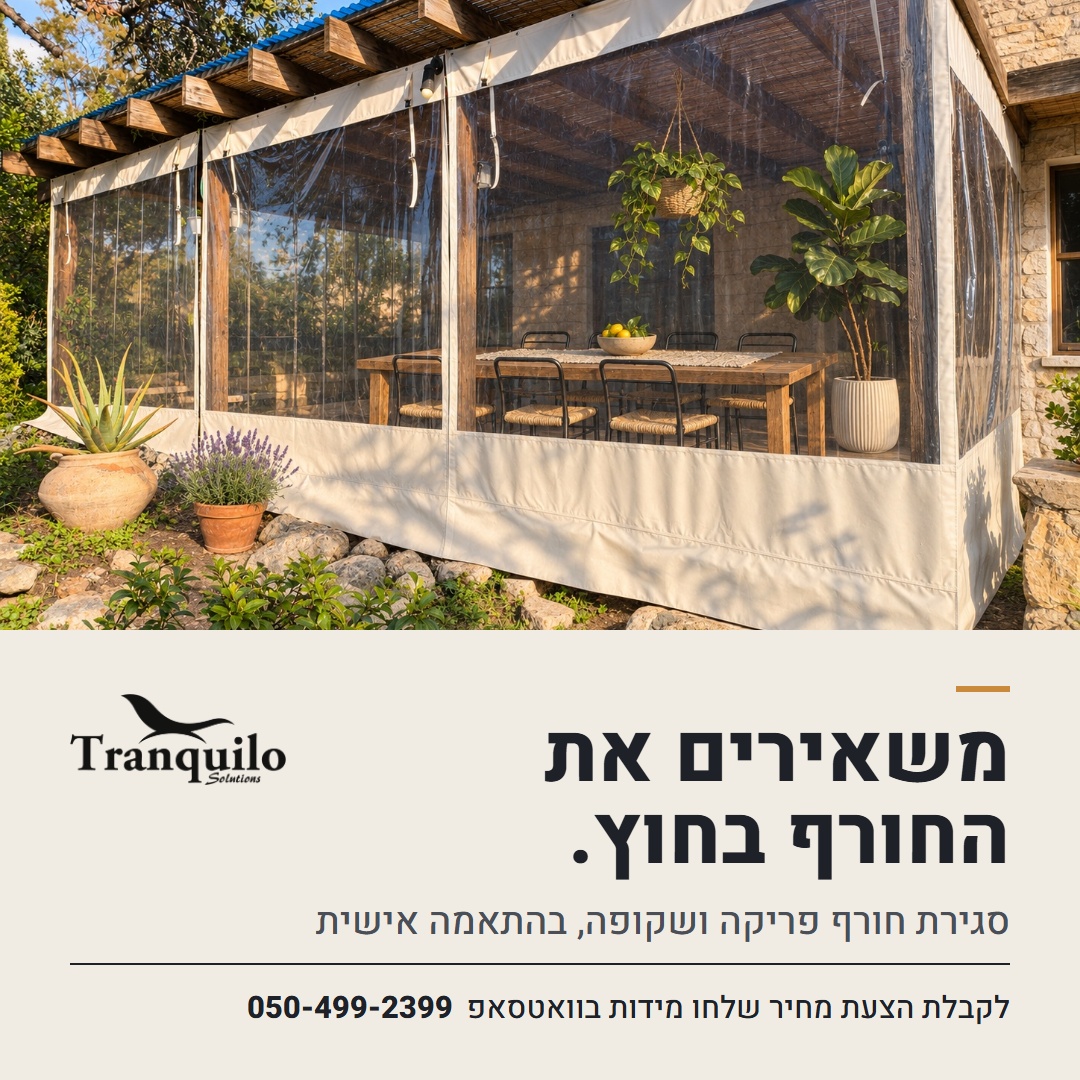 Tranquilo
Solutions
משאירים את
החורף בחוץ.
סגירת חורף פריקה ושקופה, בהתאמה אישית
לקבלת הצעת מחיר שלחו מידות בוואטסאפ 050-499-2399